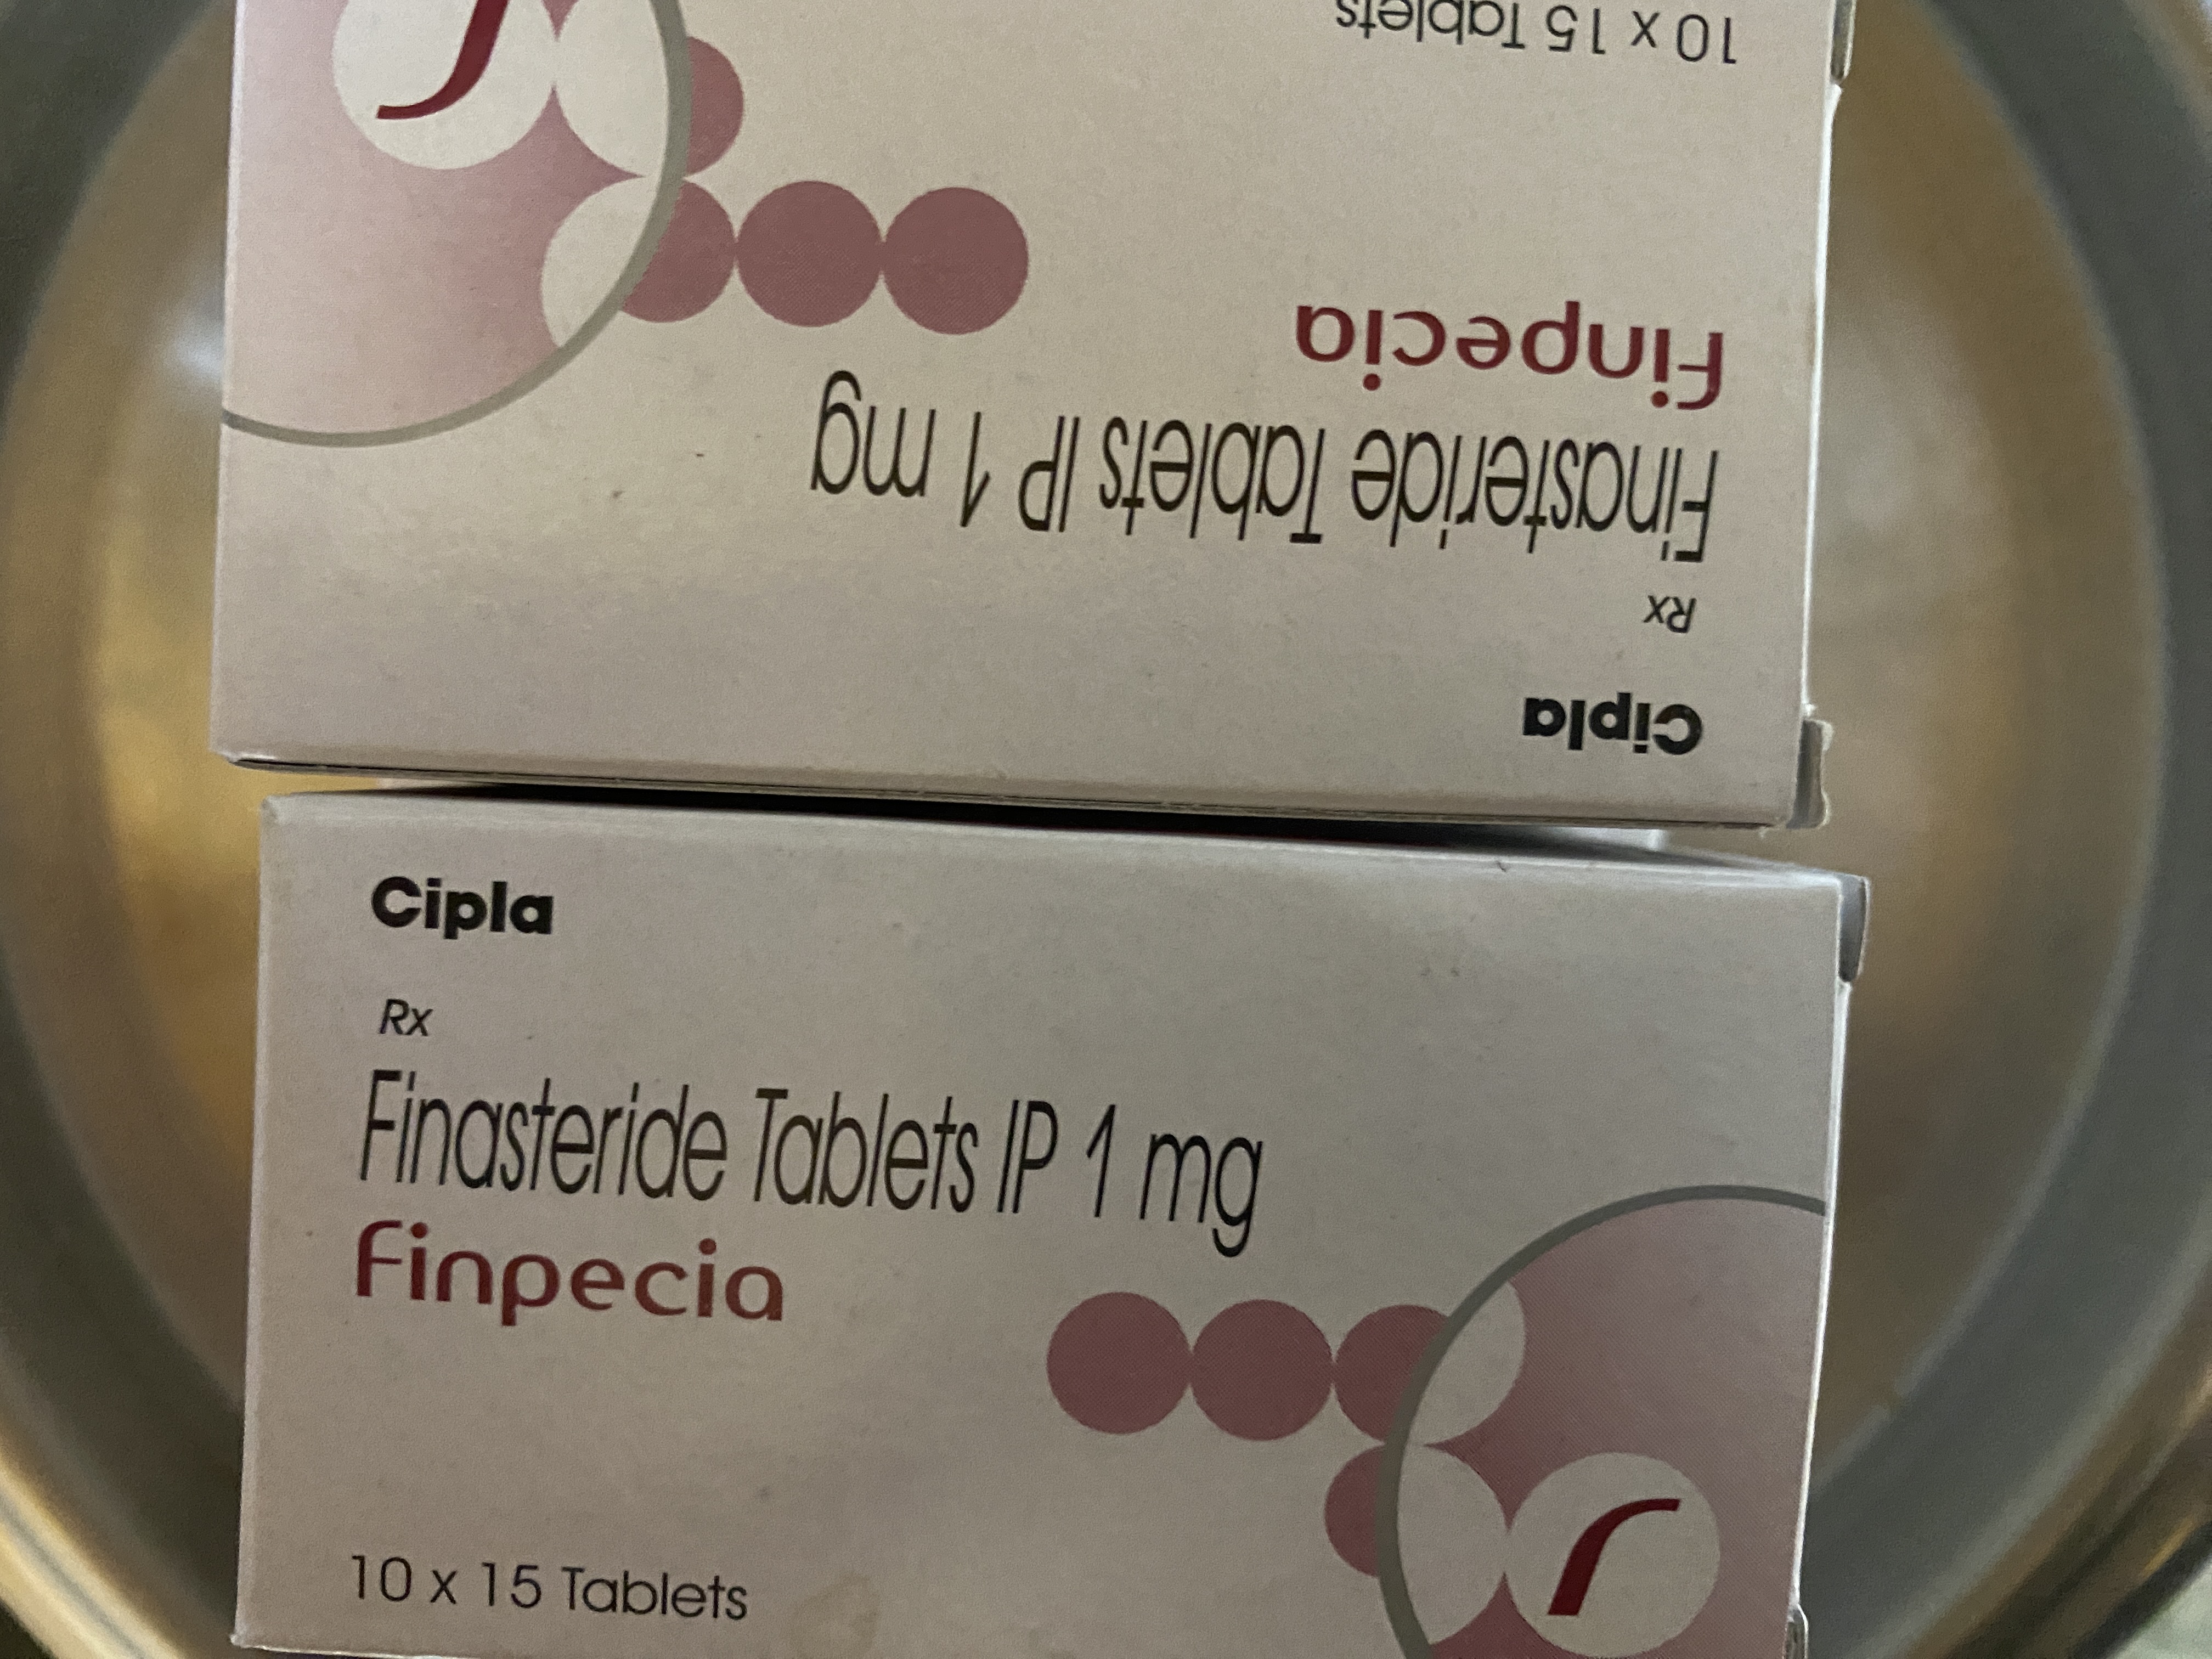 10 x 15 Tablets
Finpecia
Finasteride Tablets IP 1 mg
Rx
Cipla
Cipla
Rx
Finasteride Tablets IP 1 mg
Finpecia
10 x 15 Tablets